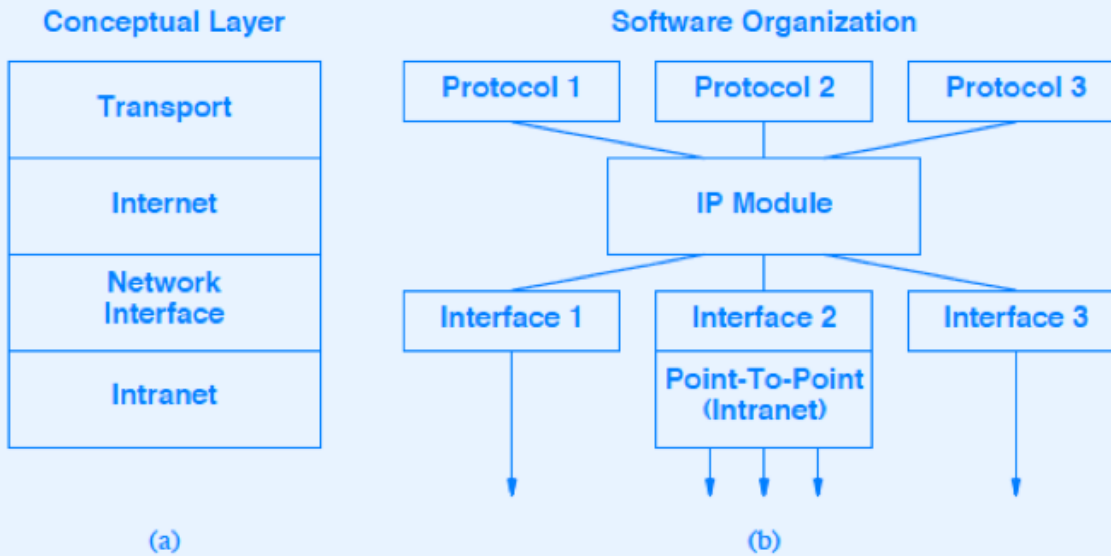 Conceptual Layer
Software Organization
Transport
Internet
Network
Interface
Intranet
Protocol 1
Protocol 2
Protocol 3
IP Module
Interface 1
Interface 2
Interface 3
Point-To-Point
(Intranet)
(a)
(b)